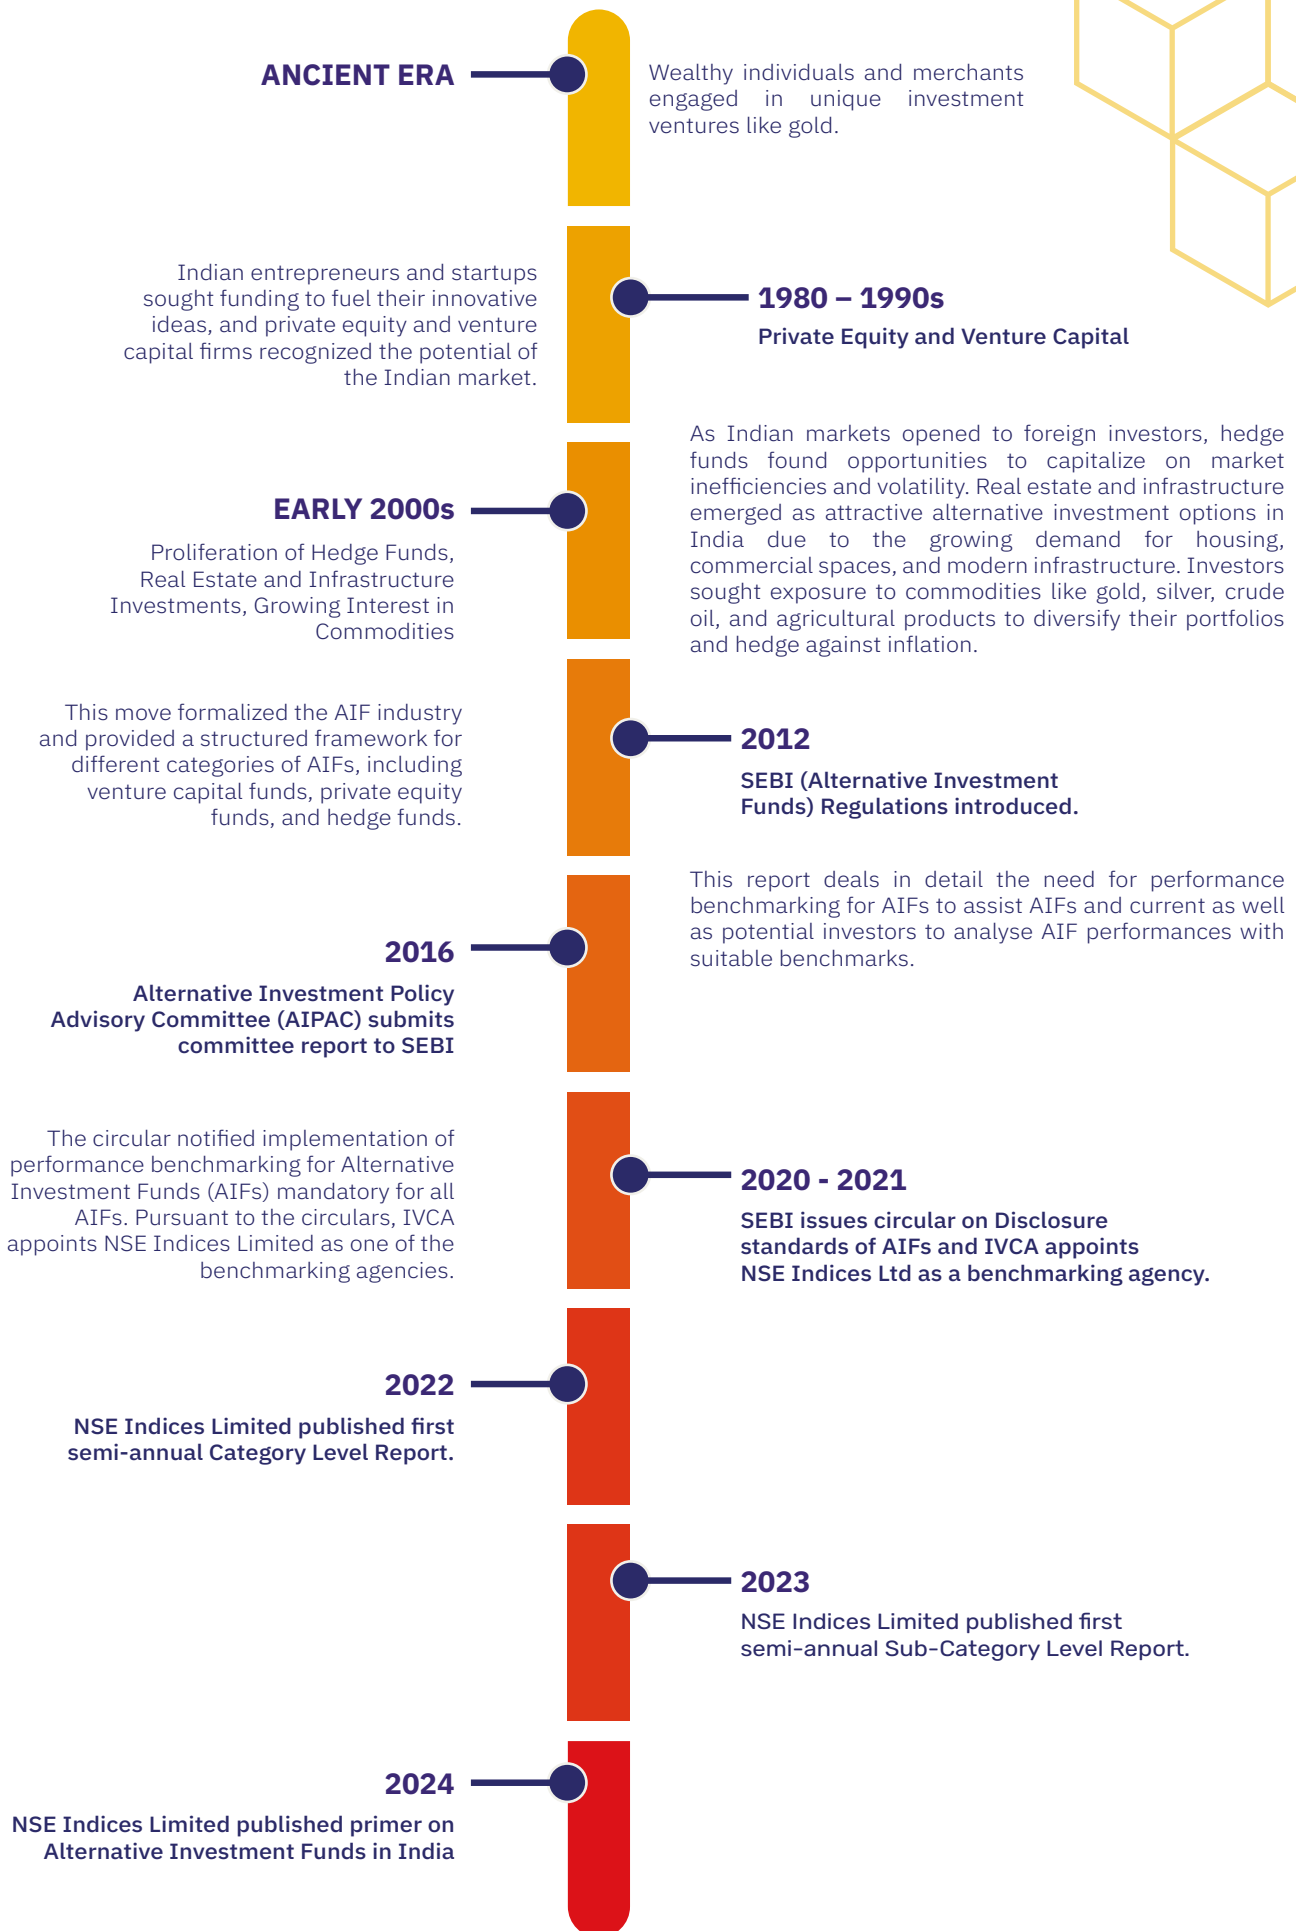 ANCIENT ERA
Wealthy individuals and merchants
engaged in unique investment
ventures like gold.
Indian entrepreneurs and startups
sought funding to fuel their innovative
ideas, and private equity and venture
capital firms recognized the potential of
the Indian market.
1980 – 1990s
Private Equity and Venture Capital
EARLY 2000s
Proliferation of Hedge Funds,
Real Estate and Infrastructure
Investments, Growing Interest in
Commodities
As Indian markets opened to foreign investors, hedge
funds found opportunities to capitalize on market
inefficiencies and volatility. Real estate and infrastructure
emerged as attractive alternative investment options in
India due to the growing demand for housing,
commercial spaces, and modern infrastructure. Investors
sought exposure to commodities like gold, silver, crude
oil, and agricultural products to diversify their portfolios
and hedge against inflation.
This move formalized the AIF industry
and provided a structured framework for
different categories of AIFs, including
venture capital funds, private equity
funds, and hedge funds.
2012
SEBI (Alternative Investment
Funds) Regulations introduced.
2016
Alternative Investment Policy
Advisory Committee (AIPAC) submits
committee report to SEBI
This report deals in detail the need for performance
benchmarking for AIFs to assist AIFs and current as well
as potential investors to analyse AIF performances with
suitable benchmarks.
The circular notified implementation of
performance benchmarking for Alternative
Investment Funds (AIFs) mandatory for all
AIFs. Pursuant to the circulars, IVCA
appoints NSE Indices Limited as one of the
benchmarking agencies.
2020 - 2021
SEBI issues circular on Disclosure
standards of AIFs and IVCA appoints
NSE Indices Ltd as a benchmarking agency.
2022
NSE Indices Limited published first
semi-annual Category Level Report.
2023
NSE Indices Limited published first
semi-annual Sub-Category Level Report.
2024
NSE Indices Limited published primer on
Alternative Investment Funds in India